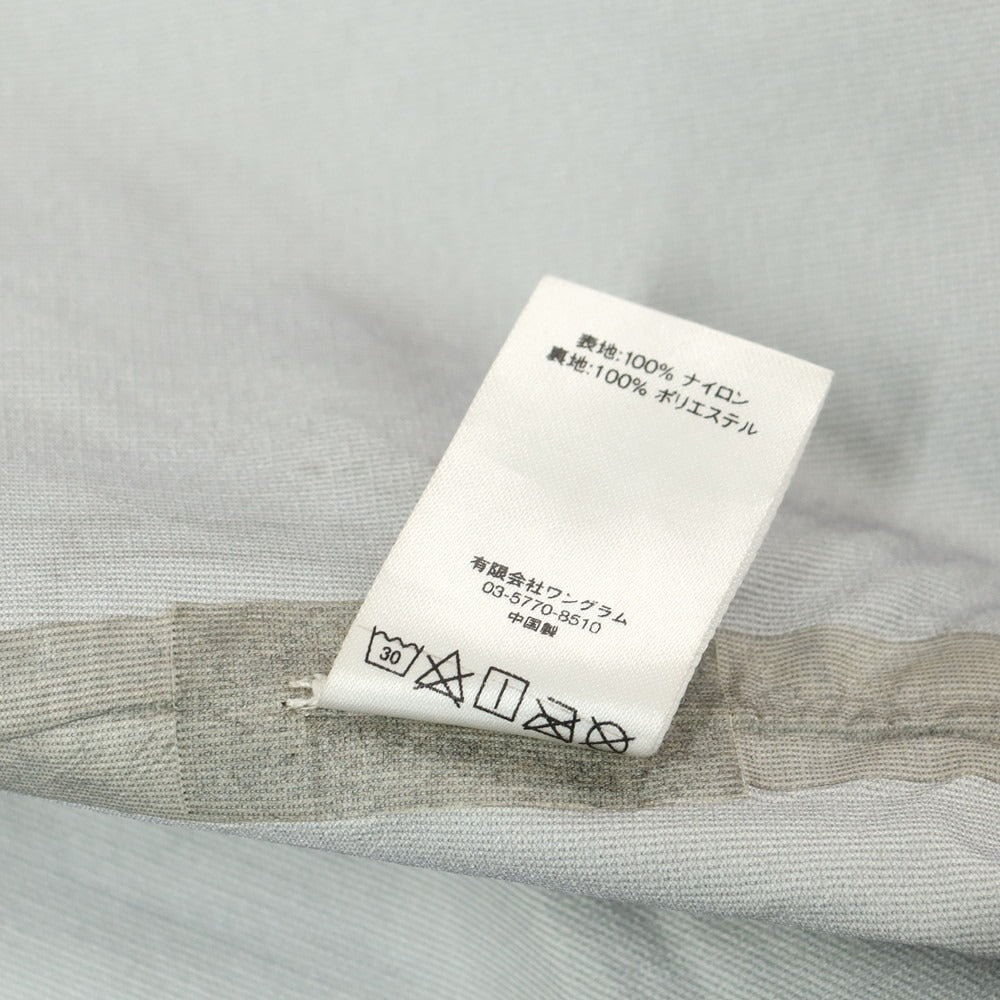 表地:100% ナイロン
裏地:100% ポリエステル
有限会社ワングラム
03-5770-8510
中国製
30